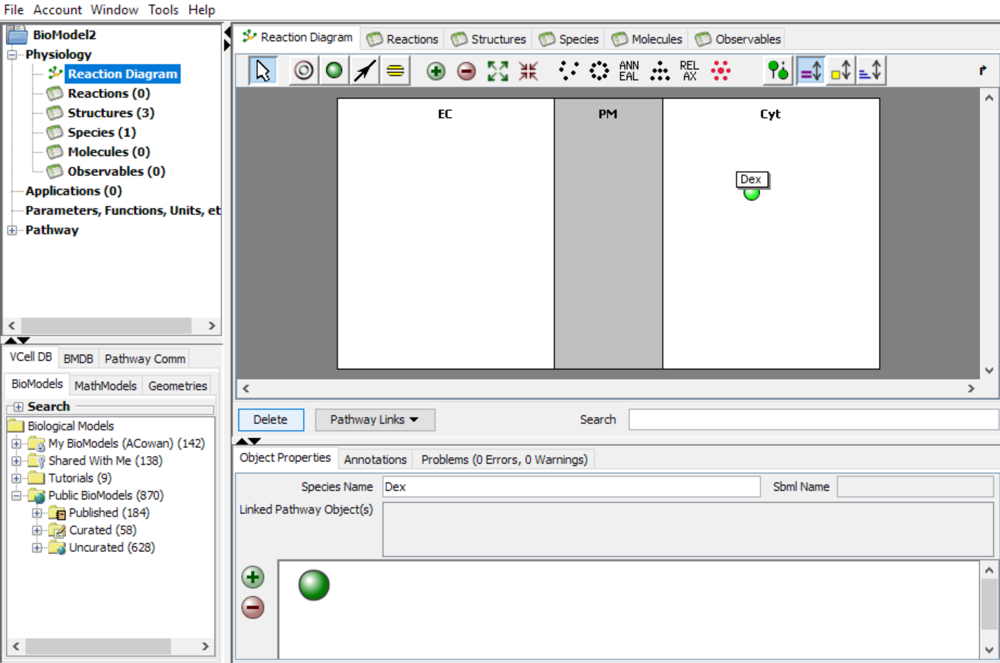 File Account Window Tools Help
BioModel2
Physiology
Reaction Diagram
Reactions (0)
Structures (3)
Species (1)
Molecules (0)
Observables (0)
Applications (0)
Parameters, Functions, Units, et
Pathway
VCell DB BMDB Pathway Comm
BioModels MathModels Geometries
Search
Biological Models
My BioModels (ACowan) (142)
Shared With Me (138)
Tutorials (9)
Public BioModels (870)
Published (184)
Curated (58)
Uncurated (628)
Reaction Diagram Reactions Structures Species Molecules Observables
ANN EAL REL AX
EC PM Cyt
Dex
Delete Pathway Links Search
Object Properties Annotations Problems (0 Errors, 0 Warnings)
Species Name Dex Sbml Name
Linked Pathway Object(s)